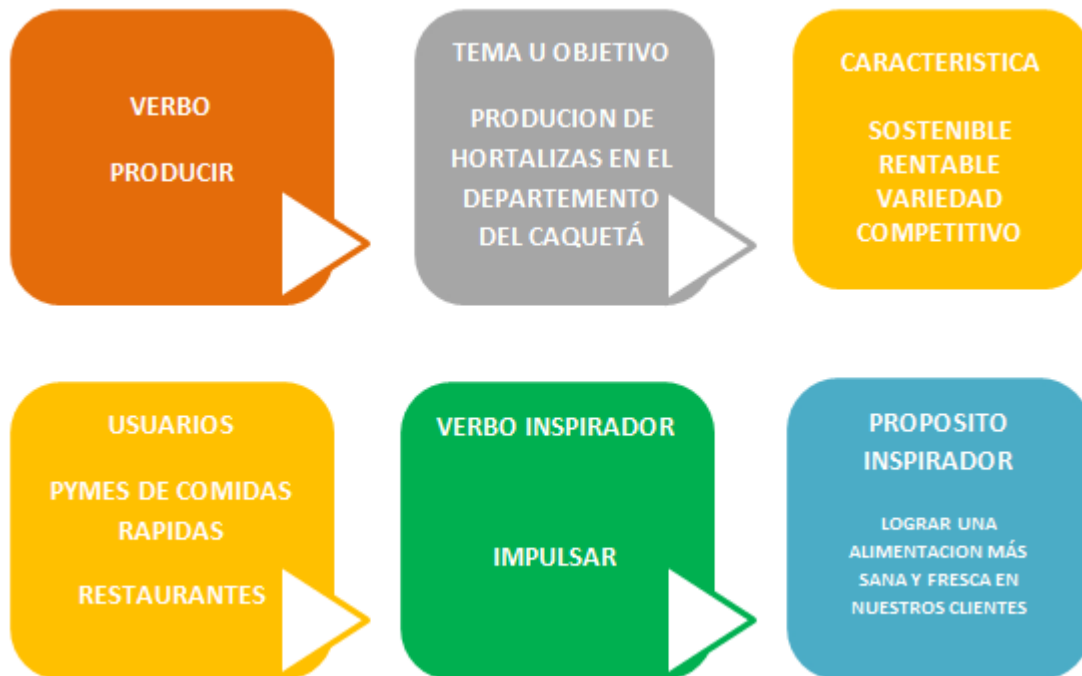 VERBO
PRODUCIR
TEMA U OBJETIVO
PRODUCION DE
HORTALIZAS EN EL
DEPARTEMENTO
DEL CAQUETÁ
CARACTERISTICA
SOSTENIBLE
RENTABLE
VARIEDAD
COMPETITIVO
USUARIOS
PYMES DE COMIDAS
RAPIDAS
RESTAURANTES
VERBO INSPIRADOR
IMPULSAR
PROPOSITO
INSPIRADOR
LOGRAR UNA
ALIMENTACION MÁS
SANA Y FRESCA EN
NUESTROS CLIENTES